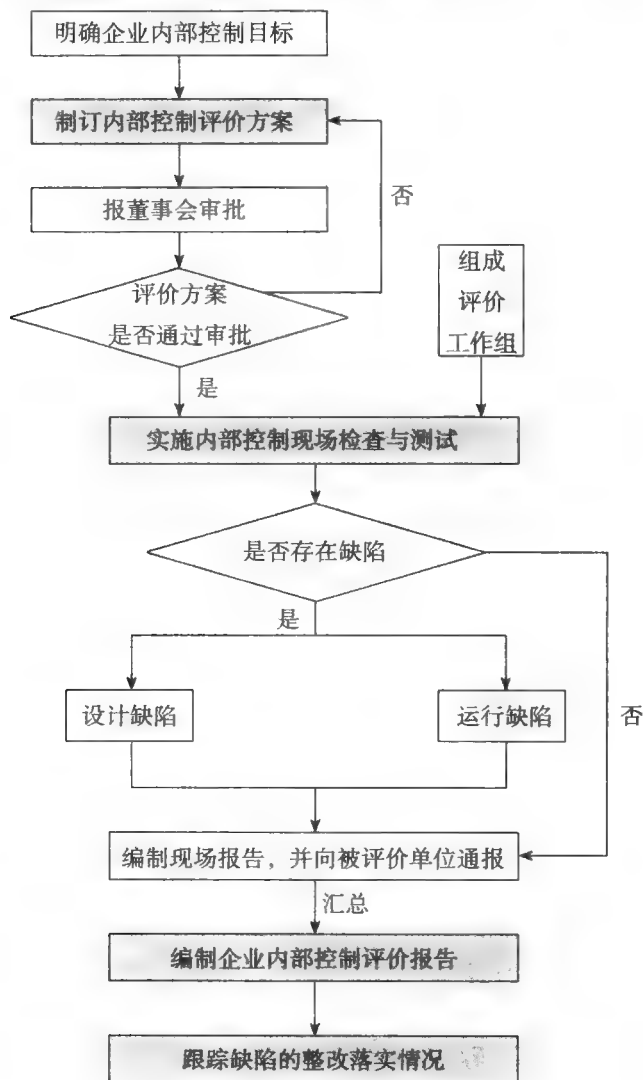 明确企业内部控制目标
制订内部控制评价方案
报董事会审批
否
评价方案
是否通过审批
组成
评价
工作组
是
实施内部控制现场检查与测试
是否存在缺陷
是
设计缺陷
运行缺陷
否
编制现场报告，并向被评价单位通报
汇总
编制企业内部控制评价报告
跟踪缺陷的整改落实情况